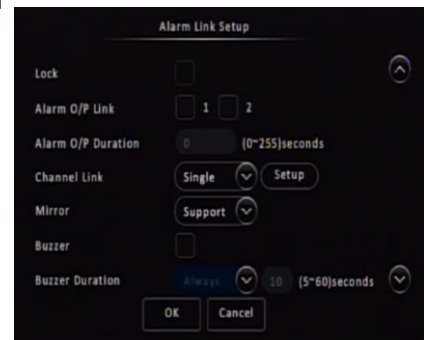 Alarm Link Setup
Lock
Alarm O/P Link 1 2
Alarm O/P Duration 0 (0~255)seconds
Channel Link Single Setup
Mirror Support
Buzzer
Buzzer Duration Always 10 (5~60)seconds
OK Cancel